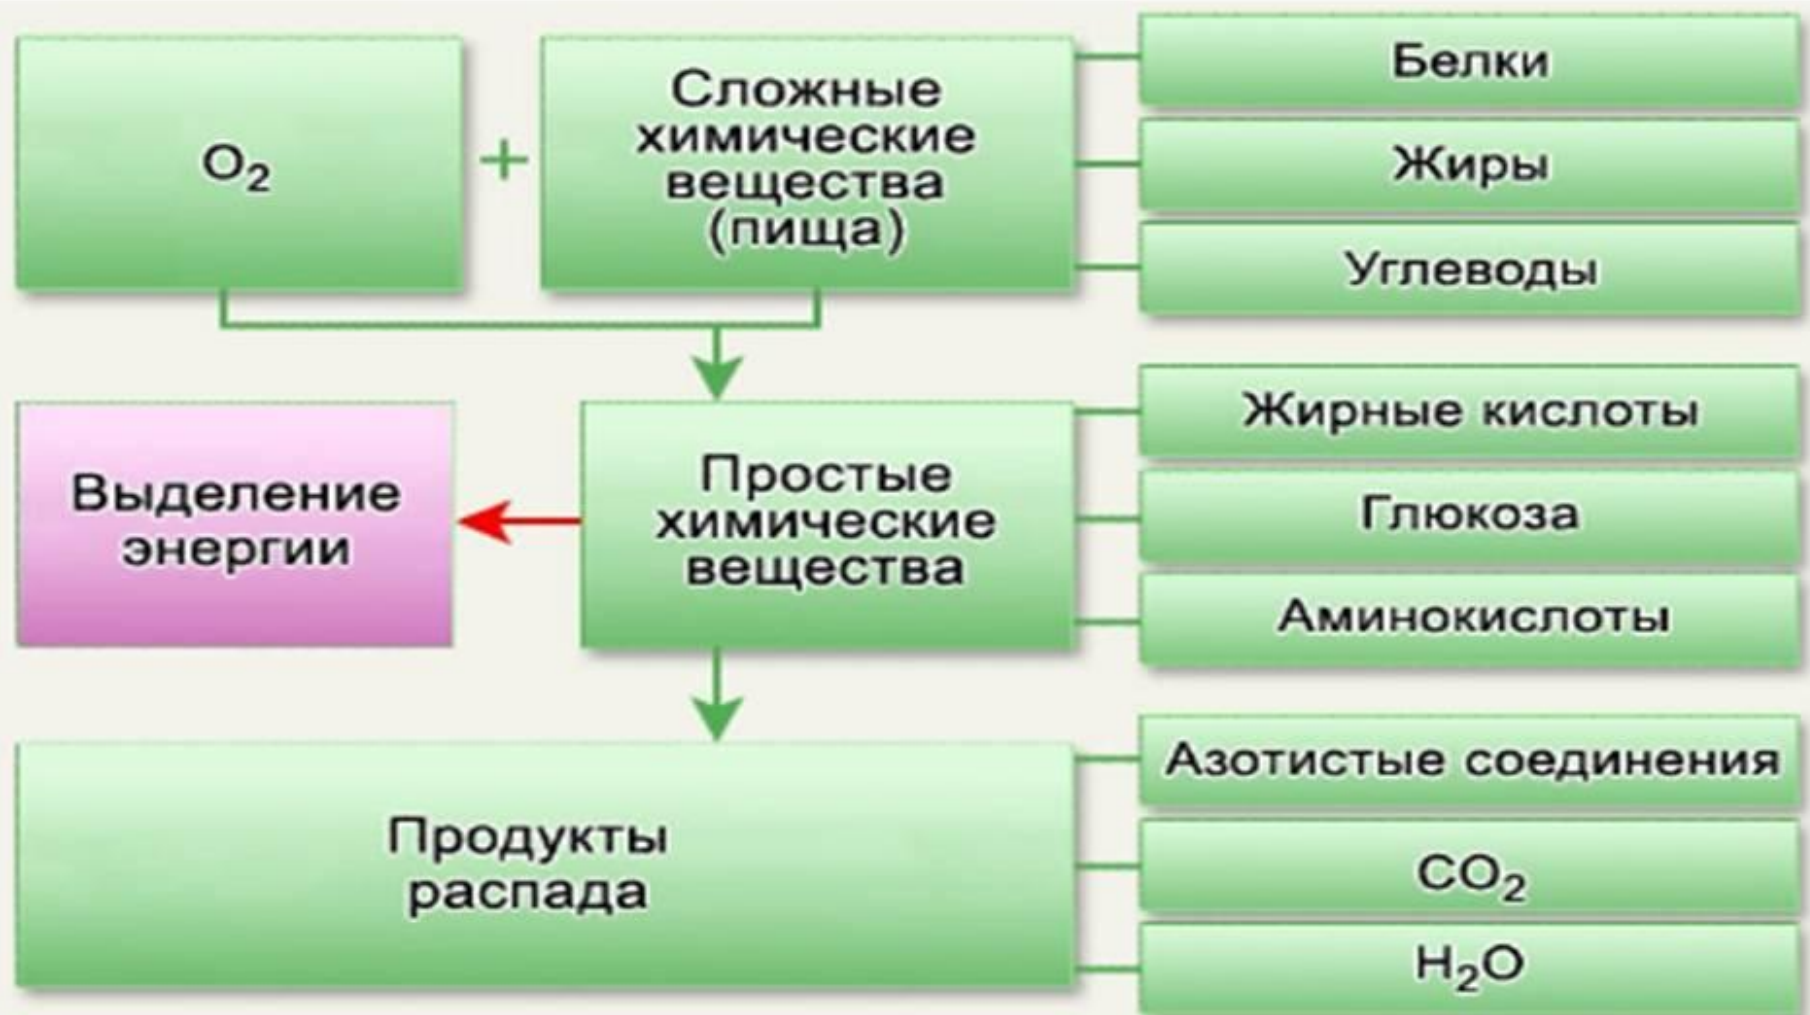 O₂
+
Сложные
химические
вещества
(пища)
Белки
Жиры
Углеводы
Выделение
энергии
Простые
химические
вещества
Жирные кислоты
Глюкоза
Аминокислоты
Продукты
распада
Азотистые соединения
CO₂
H₂O